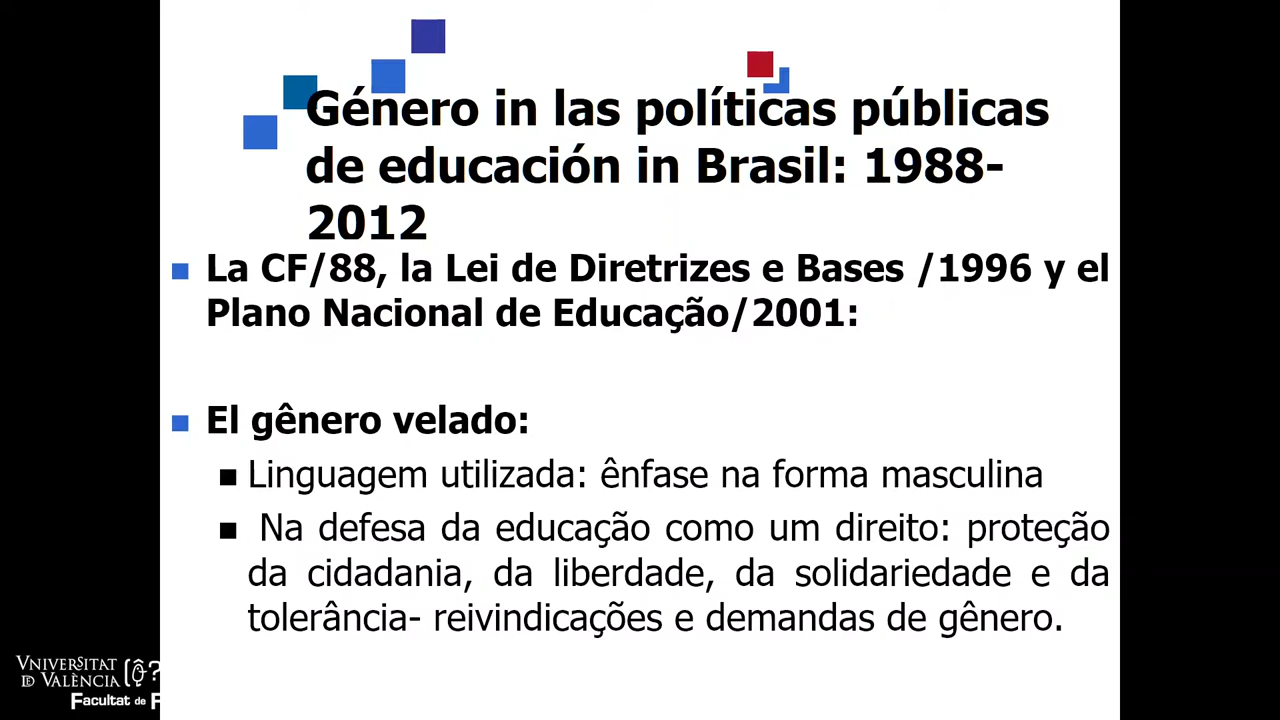 Género in las políticas públicas
de educación in Brasil: 1988-
2012
La CF/88, la Lei de Diretrizes e Bases /1996 y el
Plano Nacional de Educação/2001:
El gênero velado:
Linguagem utilizada: ênfase na forma masculina
Na defesa da educação como um direito: proteção
da cidadania, da liberdade, da solidariedade e da
tolerância- reivindicações e demandas de gênero.
VNIVERSITAT
DE VALÈNCIA
Facultat de F